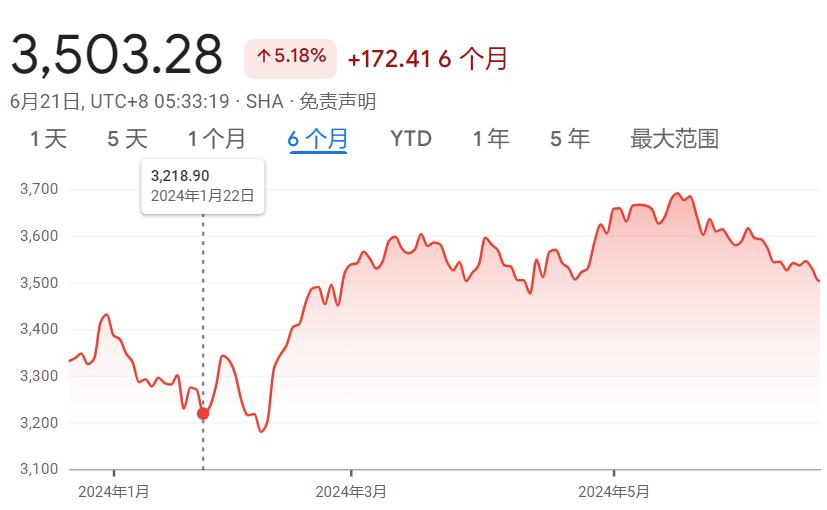 3,503.28 ↑5.18% +172.41 6 个月
6月21日, UTC+8 05:33:19 · SHA · 免责声明
1 天 5 天 1 个月 6 个月 YTD 1 年 5 年 最大范围
3,218.90
2024年1月22日
3,700
3,600
3,500
3,400
3,300
3,200
3,100
2024年1月 2024年3月 2024年5月